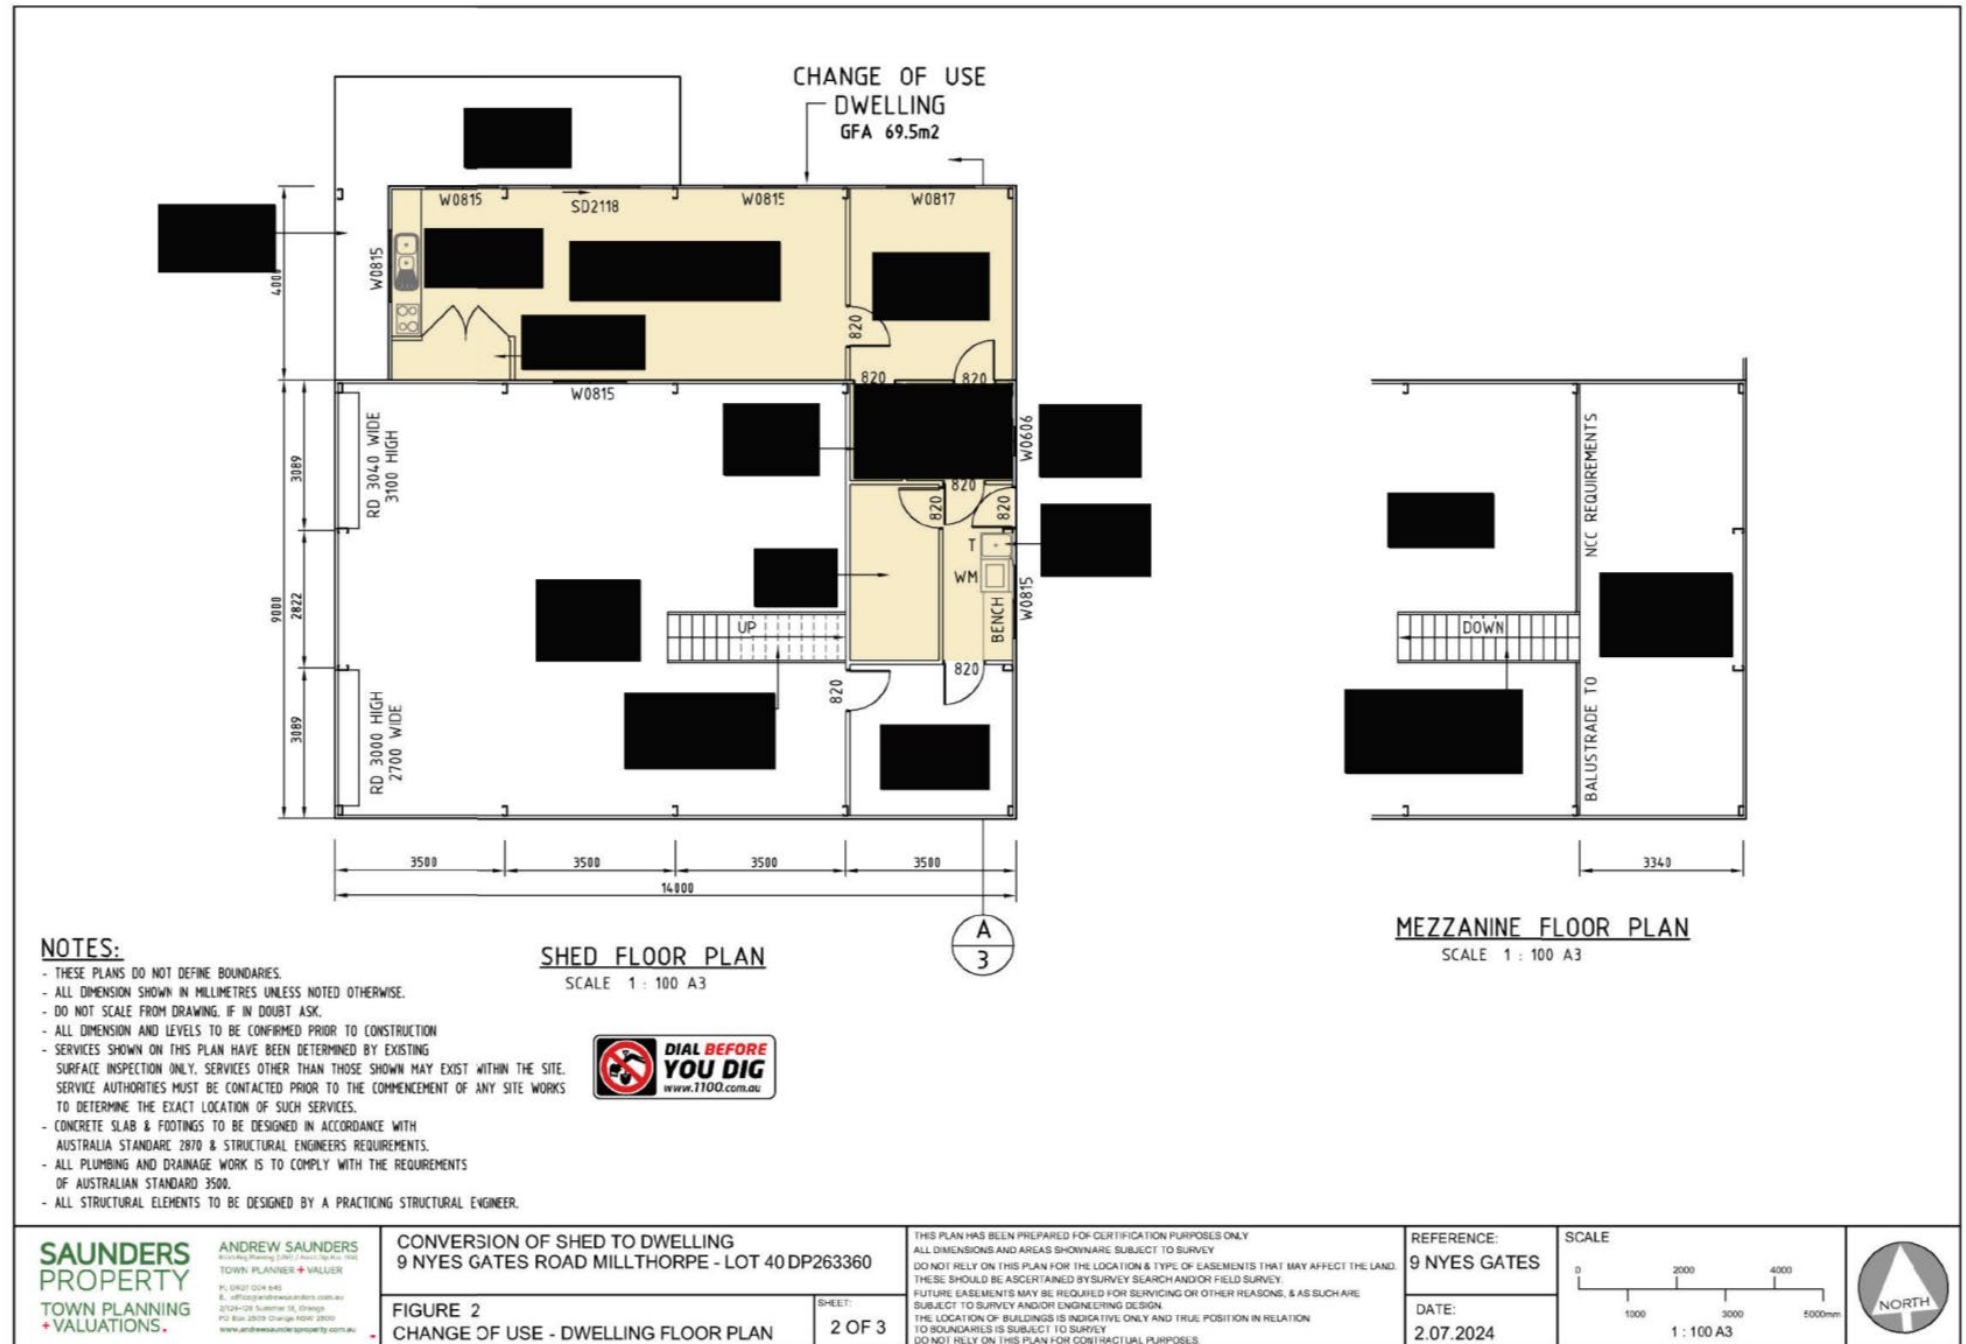 CHANGE OF USE
DWELLING
GFA 69.5m2
W0815
SD2118
W0815
W0817
W0815
820
820
820
W0815
W0606
820
820
820
T
WM
BENCH
W0815
820
820
UP
RD 3040 WIDE
3100 HIGH
RD 3000 HIGH
2700 WIDE
3089
2822
3089
9000
3500
3500
3500
3500
14000
A
3
SHED FLOOR PLAN
SCALE 1 : 100 A3
NCC REQUIREMENTS
BALUSTRADE TO
DOWN
3340
MEZZANINE FLOOR PLAN
SCALE 1 : 100 A3
NOTES:
- THESE PLANS DO NOT DEFINE BOUNDARIES.
- ALL DIMENSION SHOWN IN MILLIMETRES UNLESS NOTED OTHERWISE.
- DO NOT SCALE FROM DRAWING. IF IN DOUBT ASK.
- ALL DIMENSION AND LEVELS TO BE CONFIRMED PRIOR TO CONSTRUCTION
- SERVICES SHOWN ON THIS PLAN HAVE BEEN DETERMINED BY EXISTING
SURFACE INSPECTION ONLY. SERVICES OTHER THAN THOSE SHOWN MAY EXIST WITHIN THE SITE.
SERVICE AUTHORITIES MUST BE CONTACTED PRIOR TO THE COMMENCEMENT OF ANY SITE WORKS
TO DETERMINE THE EXACT LOCATION OF SUCH SERVICES.
- CONCRETE SLAB & FOOTINGS TO BE DESIGNED IN ACCORDANCE WITH
AUSTRALIA STANDARD 2870 & STRUCTURAL ENGINEERS REQUIREMENTS.
- ALL PLUMBING AND DRAINAGE WORK IS TO COMPLY WITH THE REQUIREMENTS
OF AUSTRALIAN STANDARD 3500.
- ALL STRUCTURAL ELEMENTS TO BE DESIGNED BY A PRACTICING STRUCTURAL ENGINEER.
DIAL BEFORE
YOU DIG
www.1100.com.au
SAUNDERS
PROPERTY
TOWN PLANNING
+VALUATIONS.
ANDREW SAUNDERS
TOWN PLANNER + VALUER
www.andrewsaundersproperty.com.au
CONVERSION OF SHED TO DWELLING
9 NYES GATES ROAD MILLTHORPE - LOT 40 DP263360
FIGURE 2
CHANGE OF USE - DWELLING FLOOR PLAN
SHEET:
2 OF 3
THIS PLAN HAS BEEN PREPARED FOR CERTIFICATION PURPOSES ONLY
ALL DIMENSIONS AND AREAS SHOWNARE SUBJECT TO SURVEY
DO NOT RELY ON THIS PLAN FOR THE LOCATION & TYPE OF EASEMENTS THAT MAY AFFECT THE LAND.
THESE SHOULD BE ASCERTAINED BY SURVEY SEARCH AND/OR FIELD SURVEY.
FUTURE EASEMENTS MAY BE REQUIRED FOR SERVICING OR OTHER REASONS, & AS SUCH ARE
SUBJECT TO SURVEY AND/OR ENGINEERING DESIGN.
THE LOCATION OF BUILDINGS IS INDICATIVE ONLY AND TRUE POSITION IN RELATION
TO BOUNDARIES IS SUBJECT TO SURVEY
DO NOT RELY ON THIS PLAN FOR CONTRACTUAL PURPOSES.
REFERENCE:
9 NYES GATES
DATE:
2.07.2024
SCALE
0 2000 4000
1000 3000 5000mm
1 : 100 A3
NORTH